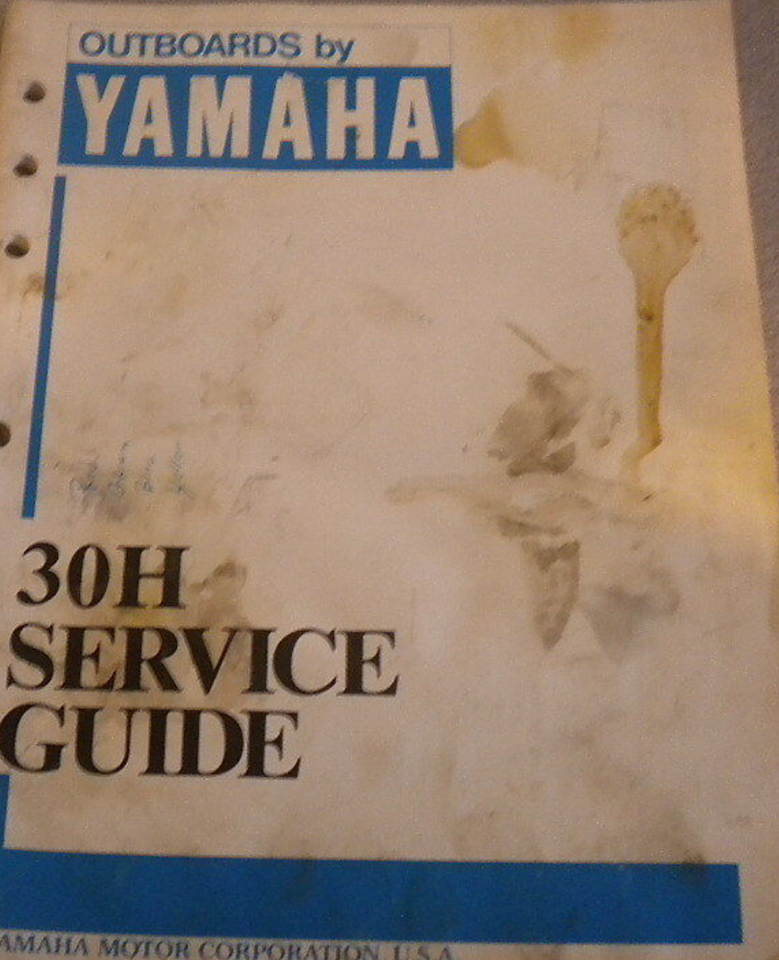 OUTBOARDS by
YAMAHA
30H
SERVICE
GUIDE
AMAHA MOTOR CORPORATION, U.S.A.